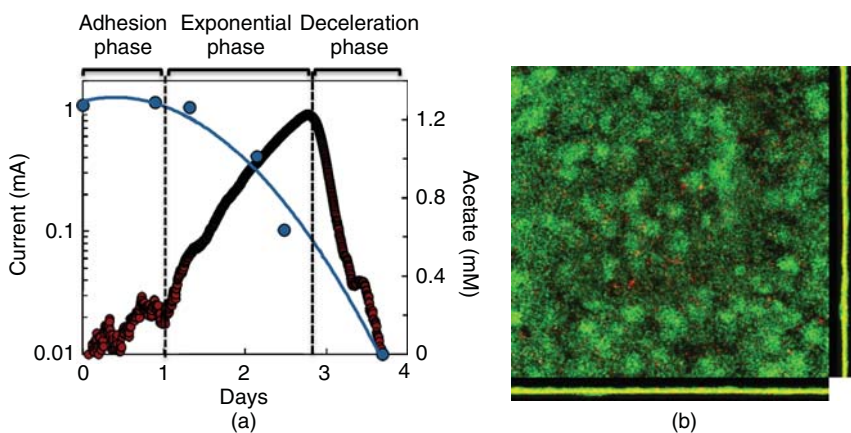 Adhesion Exponential Deceleration
phase phase phase
Current (mA)
1
0.1
0.01
1.2
0.8
0.4
0
Acetate (mM)
0 1 2 3 4
Days
(a)
(b)